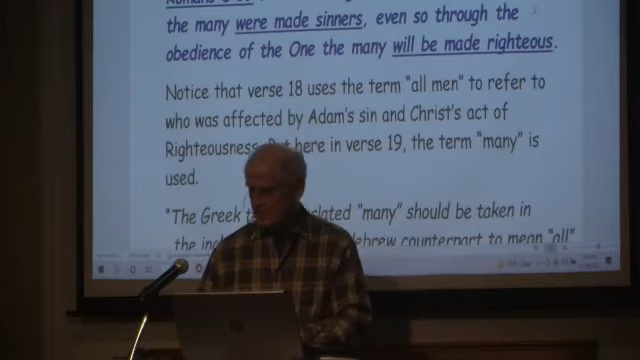 the many were made sinners, even so through the
obedience of the One the many will be made righteous.
Notice that verse 18 uses the term "all men" to refer to
who was affected by Adam's sin and Christ's act of
Righteousness. here in verse 19, the term "many" is
used.
"The Greek "many" should be taken in
the counterpart to mean "all"